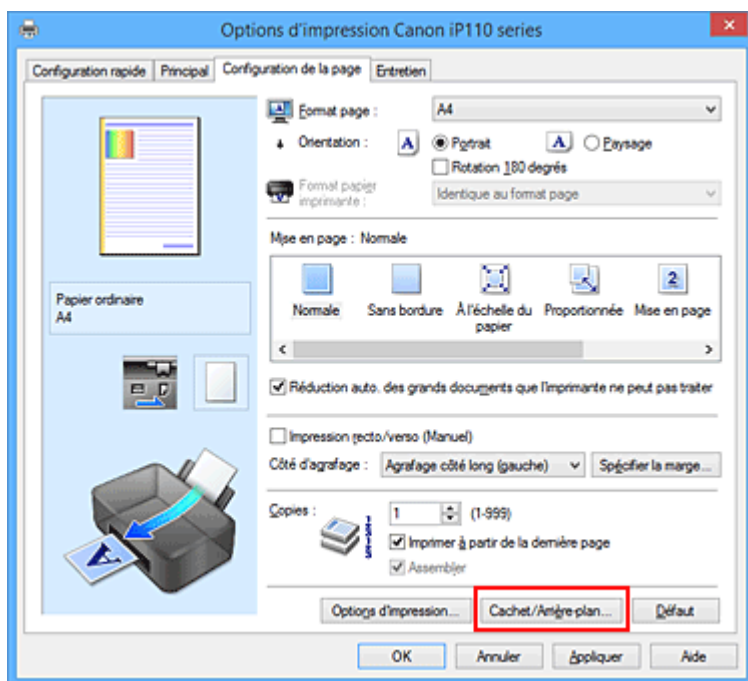 Options d'impression Canon iP110 series
Configuration rapide Principal Configuration de la page Entretien
Format page : A4
Orientation : A Portrait A Paysage
Rotation 180 degrés
Format papier imprimante : Identique au format page
Mise en page : Normale
2
Normale Sans bordure À l'échelle du papier Proportionnée Mise en page
Papier ordinaire
A4
Réduction auto. des grands documents que l'imprimante ne peut pas traiter
Impression recto/verso (Manuel)
Côté d'agrafage : Agrafage côté long (gauche) Spécifier la marge...
Copies : 1 (1-999)
Imprimer à partir de la dernière page
Assembler
A
Options d'impression... Cachet/Arrière-plan... Défaut
OK Annuler Appliquer Aide